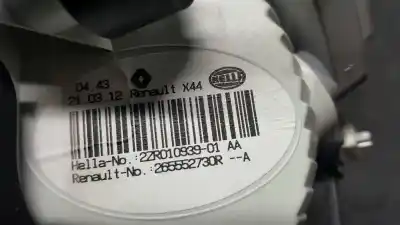 04.43
21.03.12 Renault X44
HELLA
Hella-No.:2ZR010939-01 AA
Renault-No.:265552730R --A